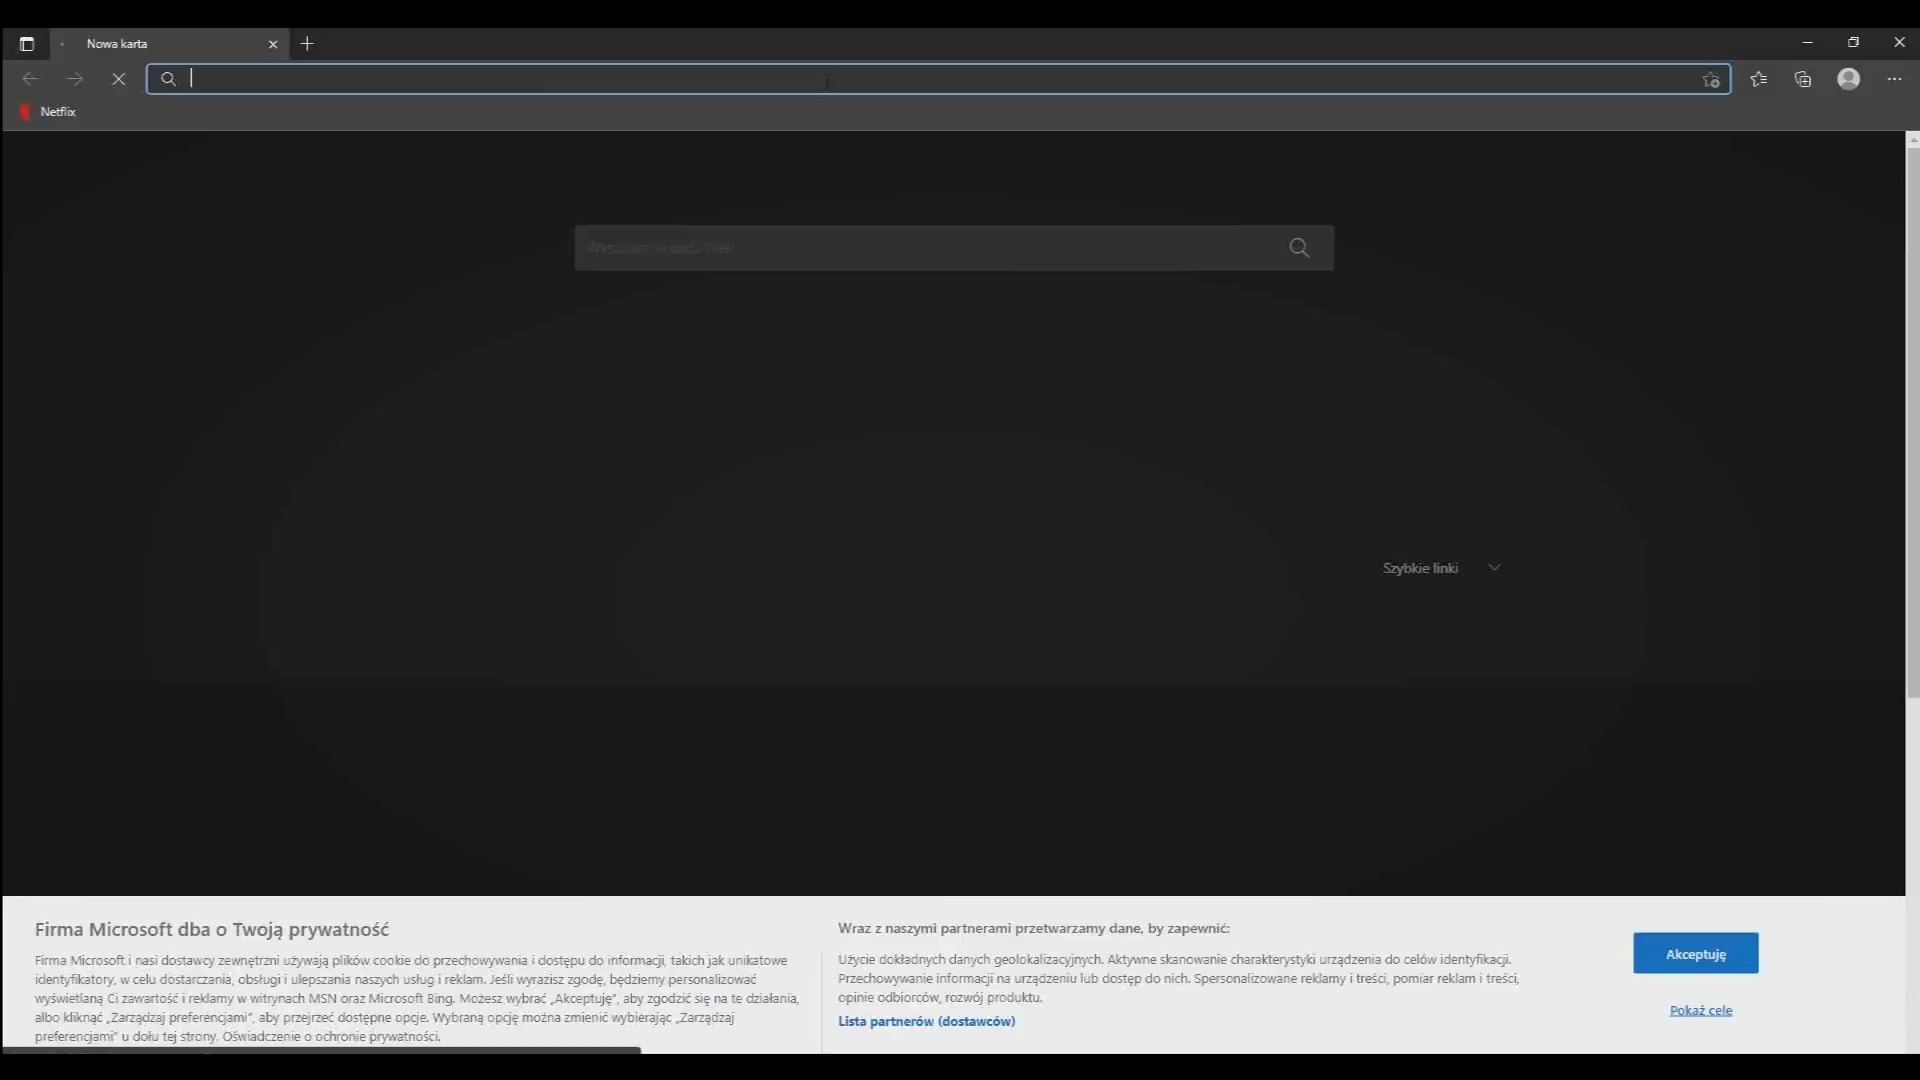 Nowa karta
Netflix
Szybkie linki
Firma Microsoft dba o Twoją prywatność
Firma Microsoft i nasi dostawcy zewnętrzni używają plików cookie do przechowywania i dostępu do informacji, takich jak unikatowe
identyfikatory, w celu dostarczania, obsługi i ulepszania naszych usług i reklam. Jeśli wyrazisz zgodę, będziemy personalizować
wyświetlaną Ci zawartość i reklamy w witrynach MSN oraz Microsoft Bing. Możesz wybrać „Akceptuję”, aby zgodzić się na te działania,
albo kliknąć „Zarządzaj preferencjami”, aby przejrzeć dostępne opcje. Wybraną opcję można zmienić wybierając „Zarządzaj
preferencjami” u dołu tej strony. Oświadczenie o ochronie prywatności.
Wraz z naszymi partnerami przetwarzamy dane, by zapewnić:
Użycie dokładnych danych geolokalizacyjnych. Aktywne skanowanie charakterystyki urządzenia do celów identyfikacji.
Przechowywanie informacji na urządzeniu lub dostęp do nich. Spersonalizowane reklamy i treści, pomiar reklam i treści,
opinie odbiorców, rozwój produktu.
Lista partnerów (dostawców)
Akceptuję
Pokaż cele